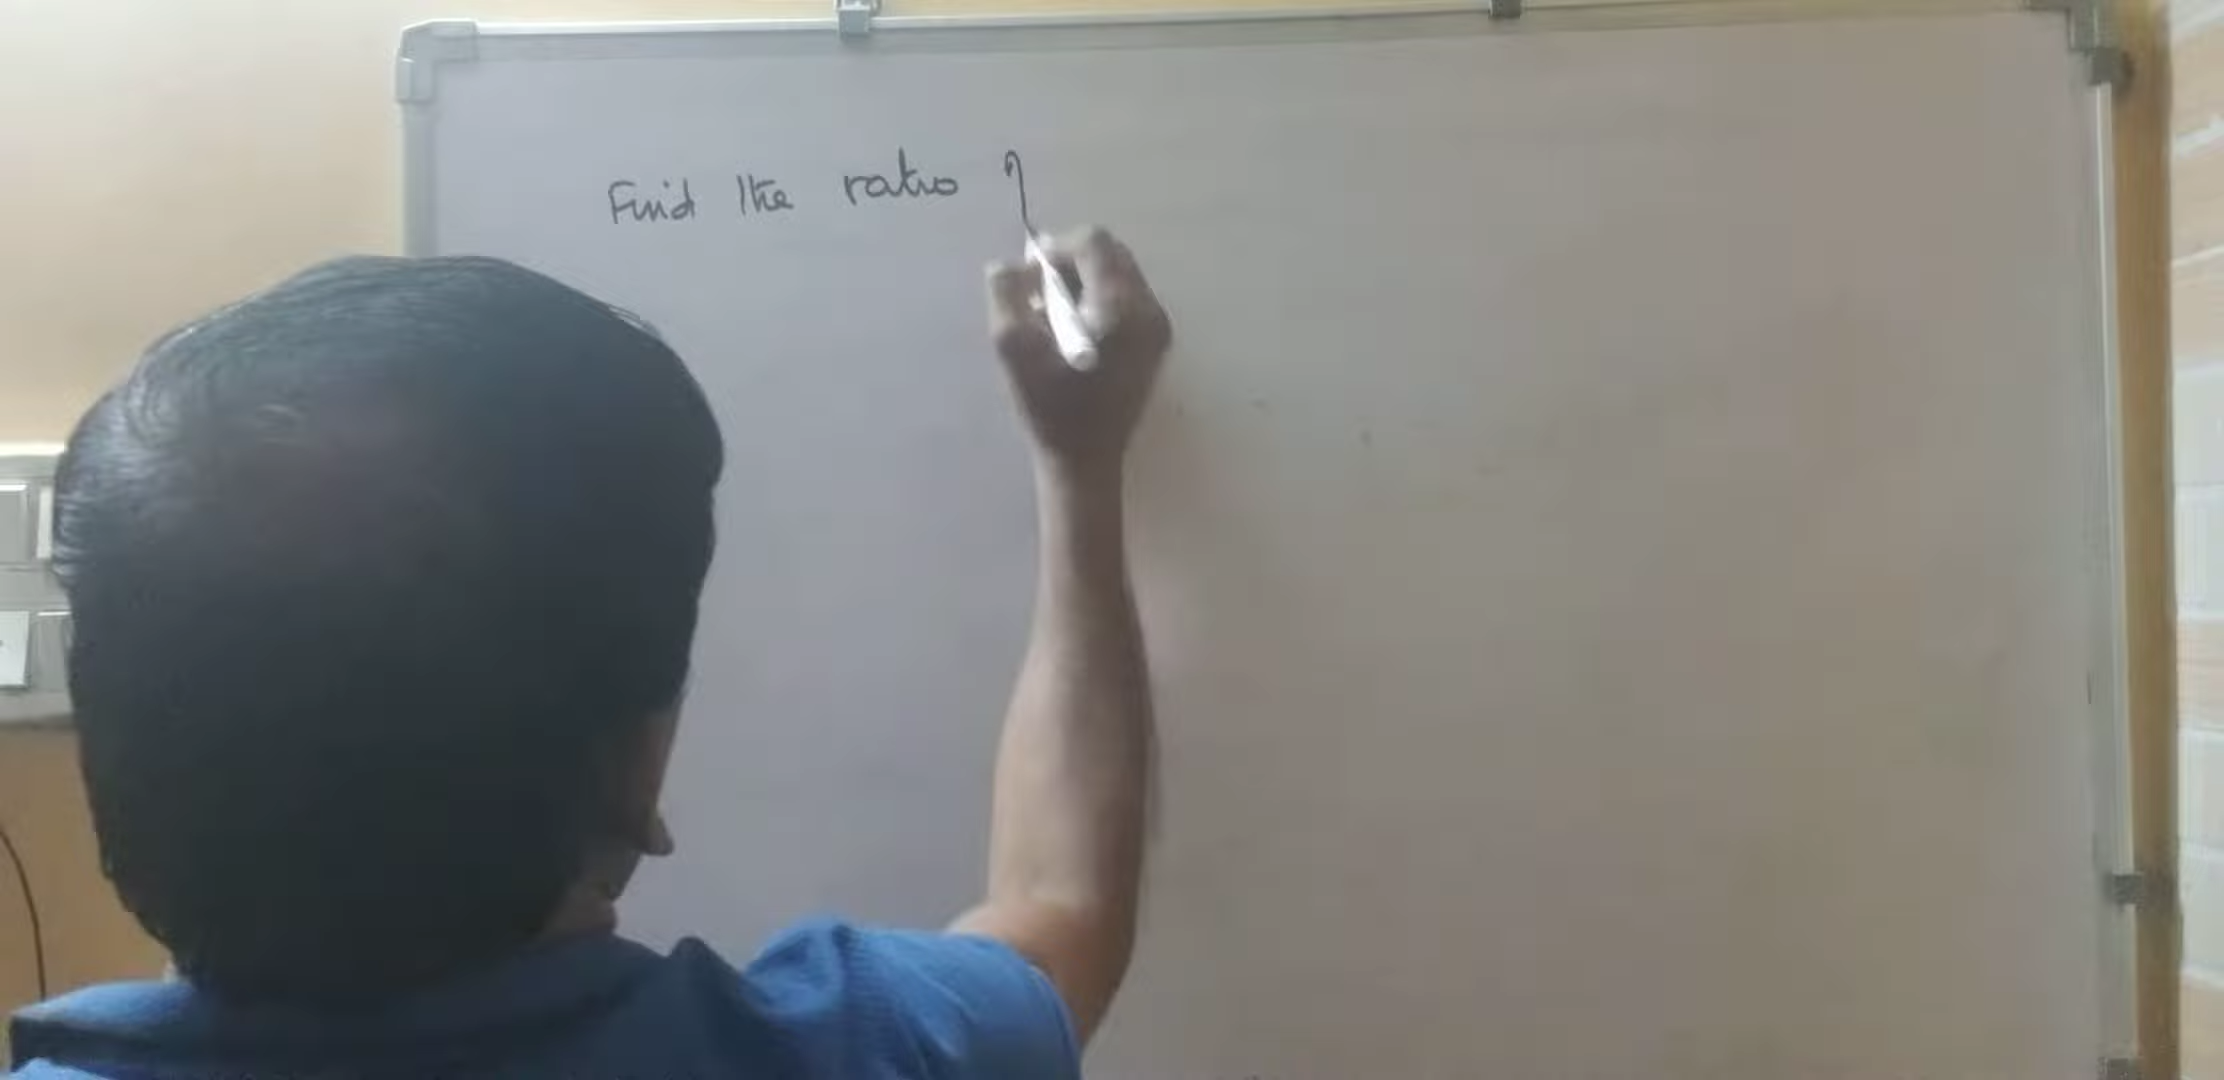 Find the ratio